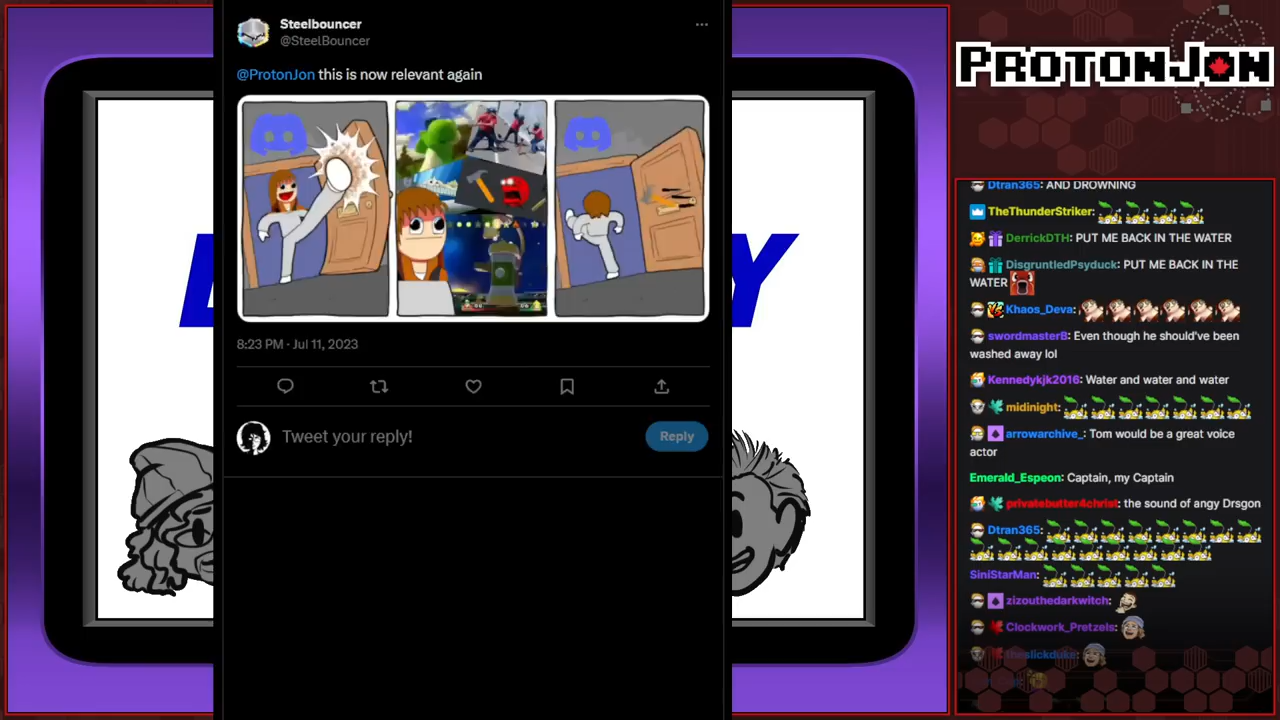 Steelbouncer
@SteelBouncer
@ProtonJon this is now relevant again
8:23 PM · Jul 11, 2023
Tweet your reply!
Reply
Y
PROTONJON
Dtran365: AND DROWNING
TheThunderStriker:
DerrickDTH: PUT ME BACK IN THE WATER
DisgruntledPsyduck: PUT ME BACK IN THE
WATER
Khaos_Deva:
swordmasterB: Even though he should've been
washed away lol
Kennedykjk2016: Water and water and water
midinight:
arrowarchive_: Tom would be a great voice
actor
Emerald_Espeon: Captain, my Captain
privatebutter4christ: the sound of angy Drsgon
Dtran365:
SiniStarMan:
zizouthedarkwitch:
Clockwork_Pretzels:
theslickduke: